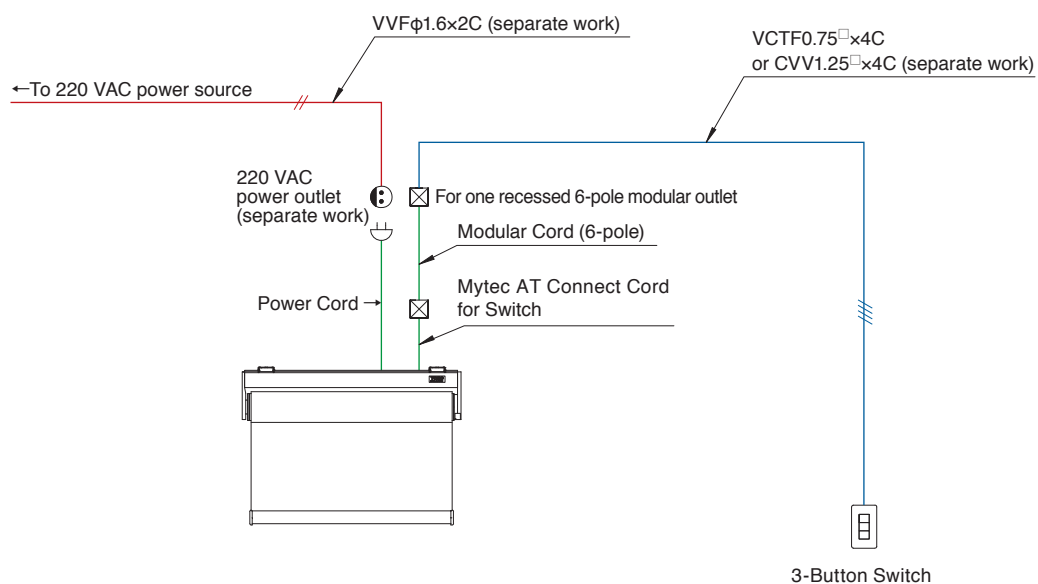 VVFφ1.6×2C (separate work)
VCTF0.75□×4C
or CVV1.25□×4C (separate work)
←To 220 VAC power source
220 VAC
power outlet
(separate work)
For one recessed 6-pole modular outlet
Modular Cord (6-pole)
Mytec AT Connect Cord
for Switch
Power Cord→
3-Button Switch